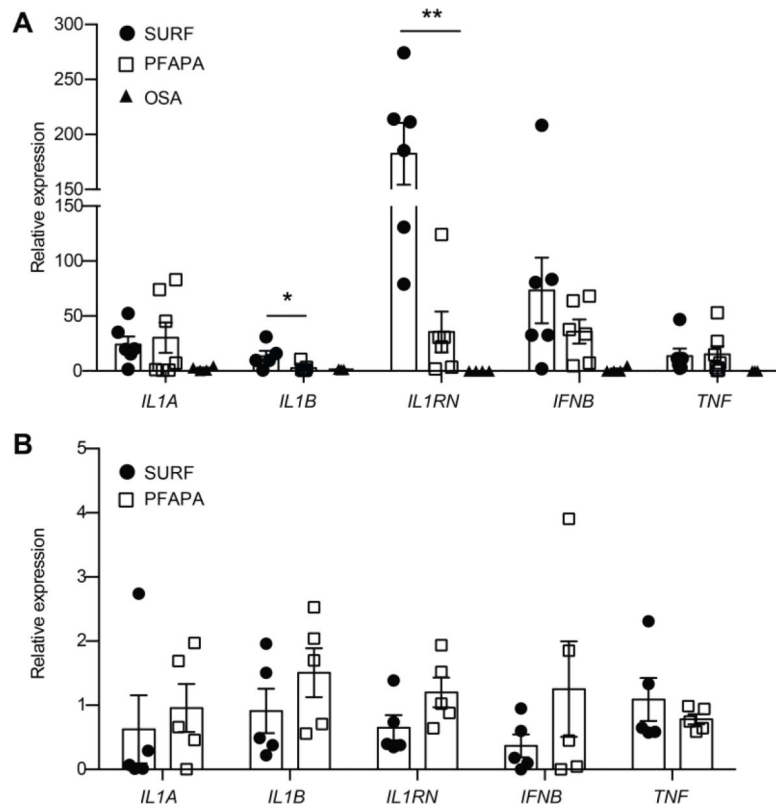 A
300
250
200
150
150
100
50
0
Relative expression
SURF
PFAPA
OSA
*
**
IL1A IL1B IL1RN IFNB TNF
B
5
4
3
2
1
0
Relative expression
SURF
PFAPA
IL1A IL1B IL1RN IFNB TNF